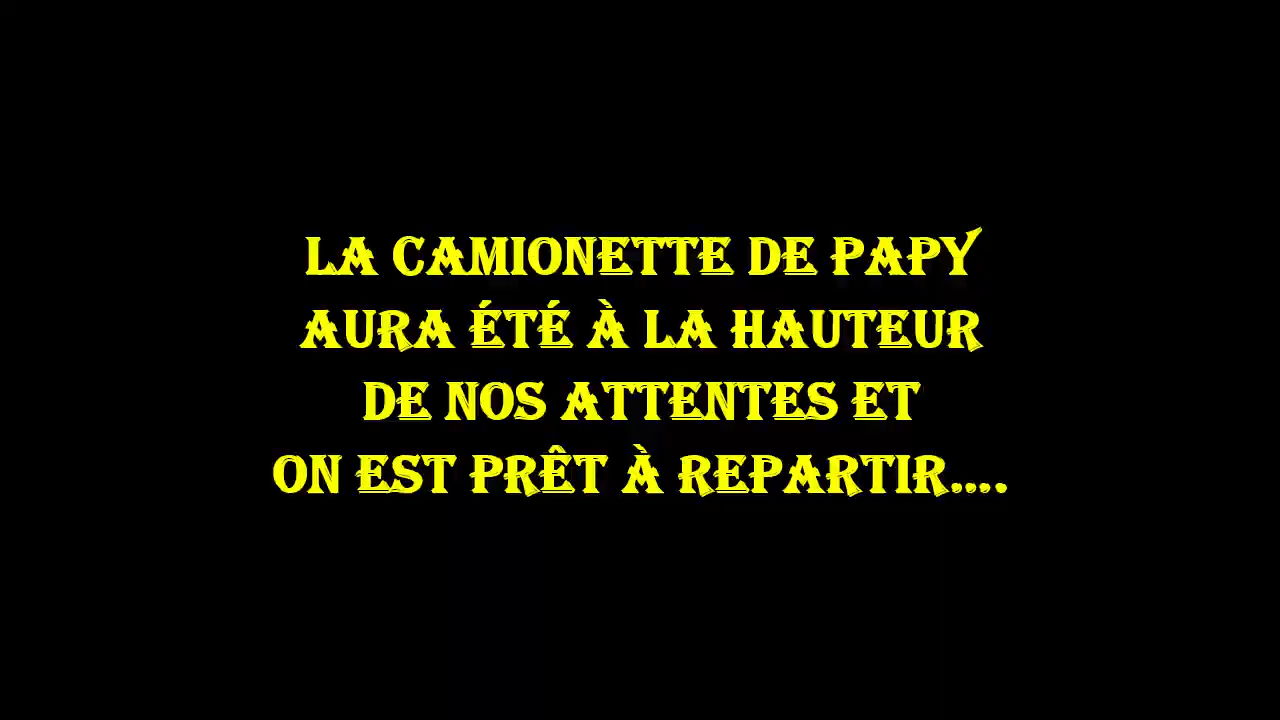 LA CAMIONETTE DE PAPY
AURA ÉTÉ À LA HAUTEUR
DE NOS ATTENTES ET
ON EST PRÊT À REPARTIR....